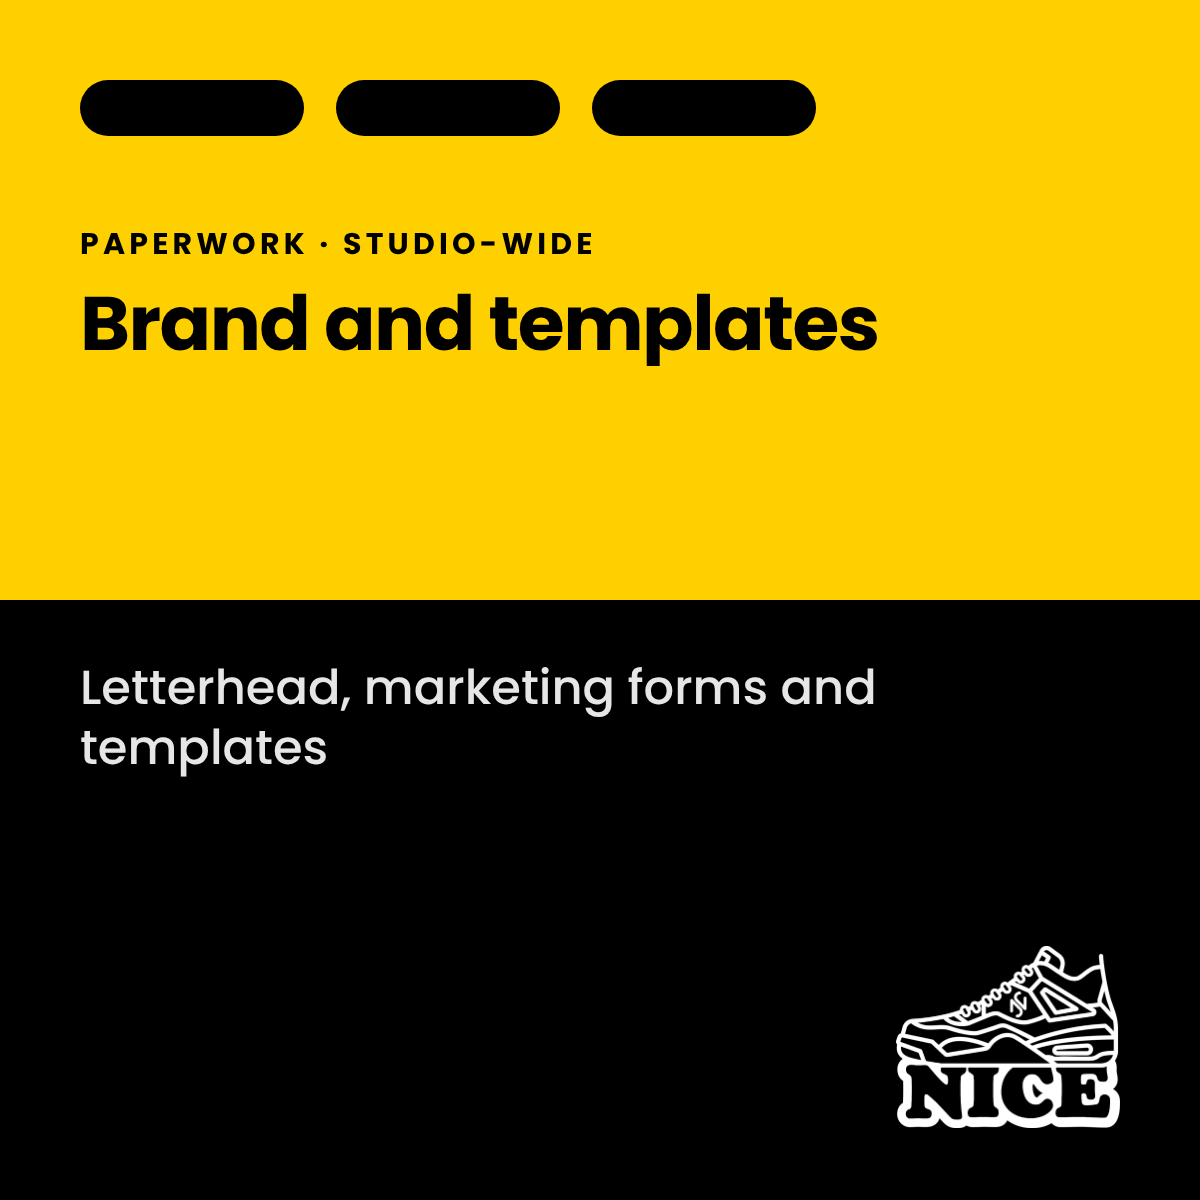 PAPERWORK · STUDIO-WIDE
Brand and templates
Letterhead, marketing forms and
templates
NICE